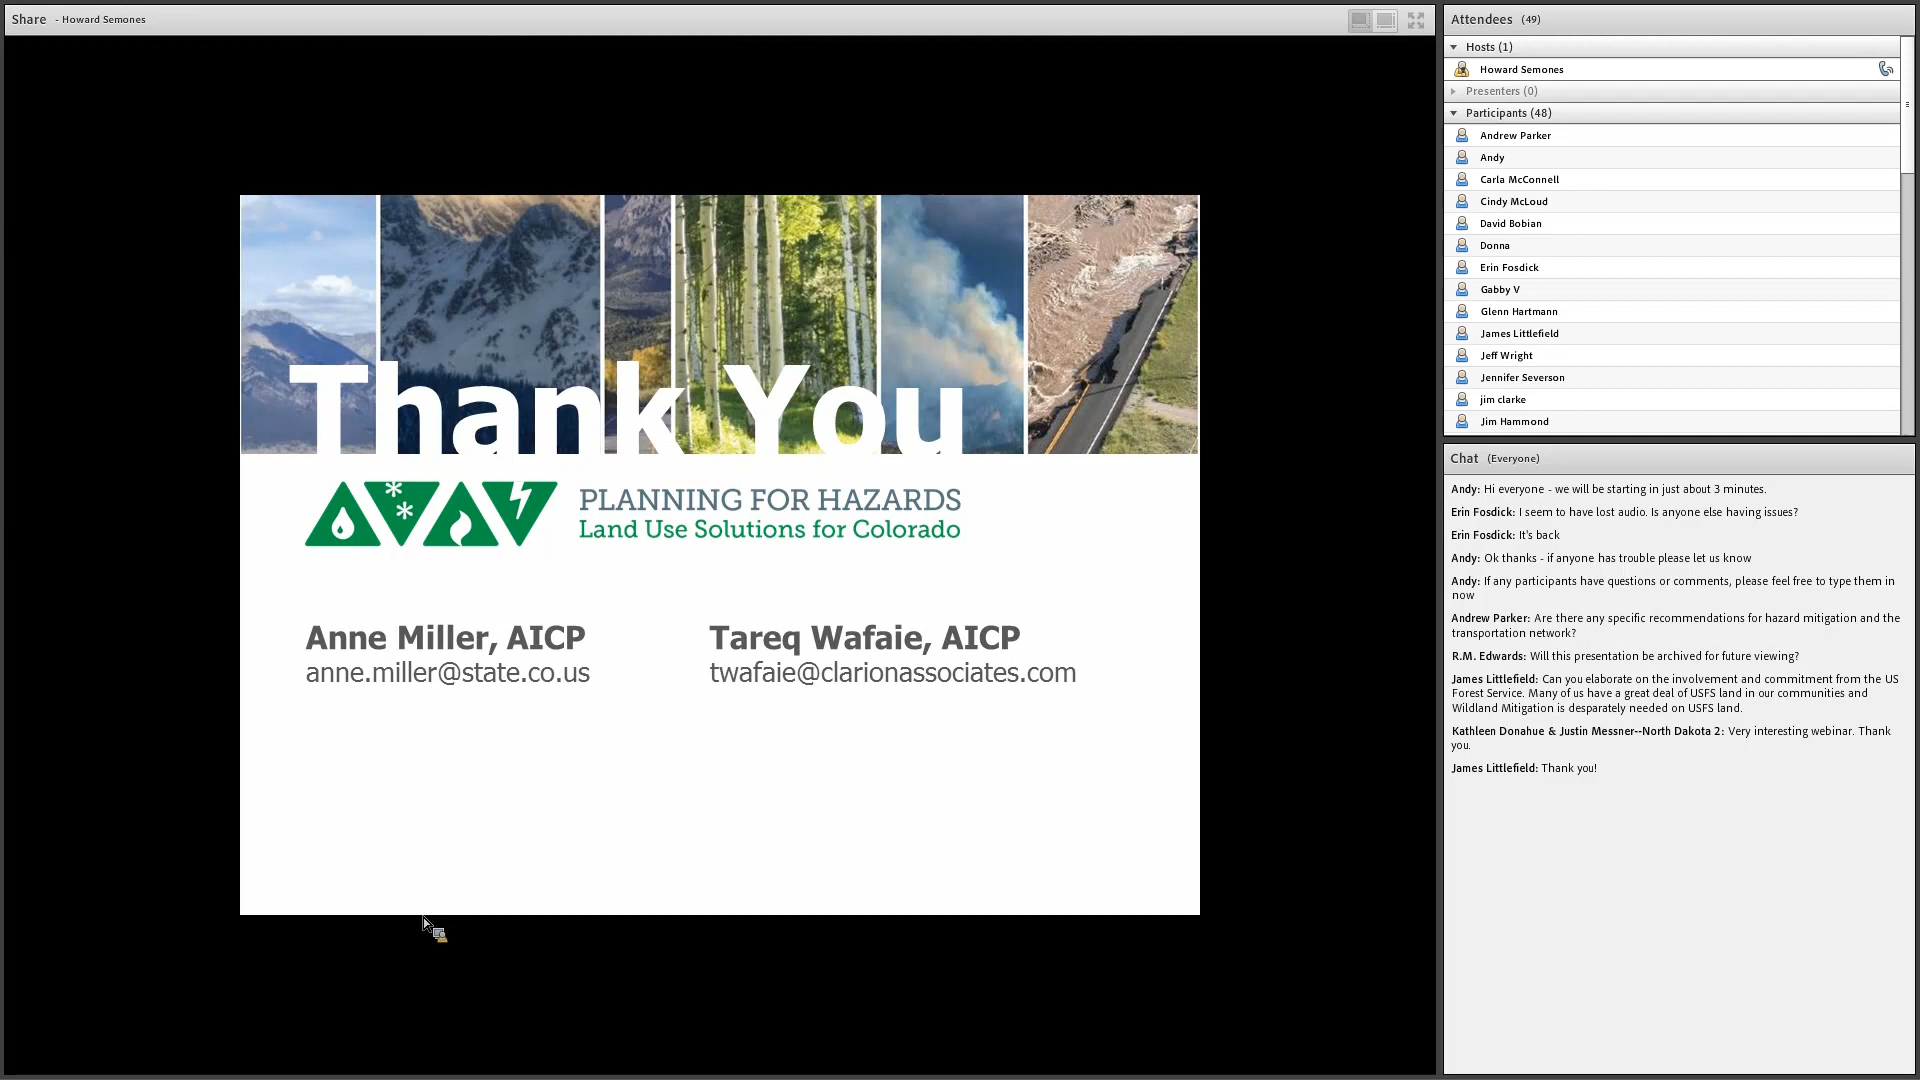 Share - Howard Semones
Thank You
PLANNING FOR HAZARDS
Land Use Solutions for Colorado
Anne Miller, AICP
anne.miller@state.co.us
Tareq Wafaie, AICP
twafaie@clarionassociates.com
Attendees (49)
Hosts (1)
Howard Semones
Presenters (0)
Participants (48)
Andrew Parker
Andy
Carla McConnell
Cindy McLoud
David Bobian
Donna
Erin Fosdick
Gabby V
Glenn Hartmann
James Littlefield
Jeff Wright
Jennifer Severson
jim clarke
Jim Hammond
Chat (Everyone)
Andy: Hi everyone - we will be starting in just about 3 minutes.
Erin Fosdick: I seem to have lost audio. Is anyone else having issues?
Erin Fosdick: It's back
Andy: Ok thanks - if anyone has trouble please let us know
Andy: If any participants have questions or comments, please feel free to type them in
now
Andrew Parker: Are there any specific recommendations for hazard mitigation and the
transportation network?
R.M. Edwards: Will this presentation be archived for future viewing?
James Littlefield: Can you elaborate on the involvement and commitment from the US
Forest Service. Many of us have a great deal of USFS land in our communities and
Wildland Mitigation is desparately needed on USFS land.
Kathleen Donahue & Justin Messner--North Dakota 2: Very interesting webinar. Thank
you.
James Littlefield: Thank you!